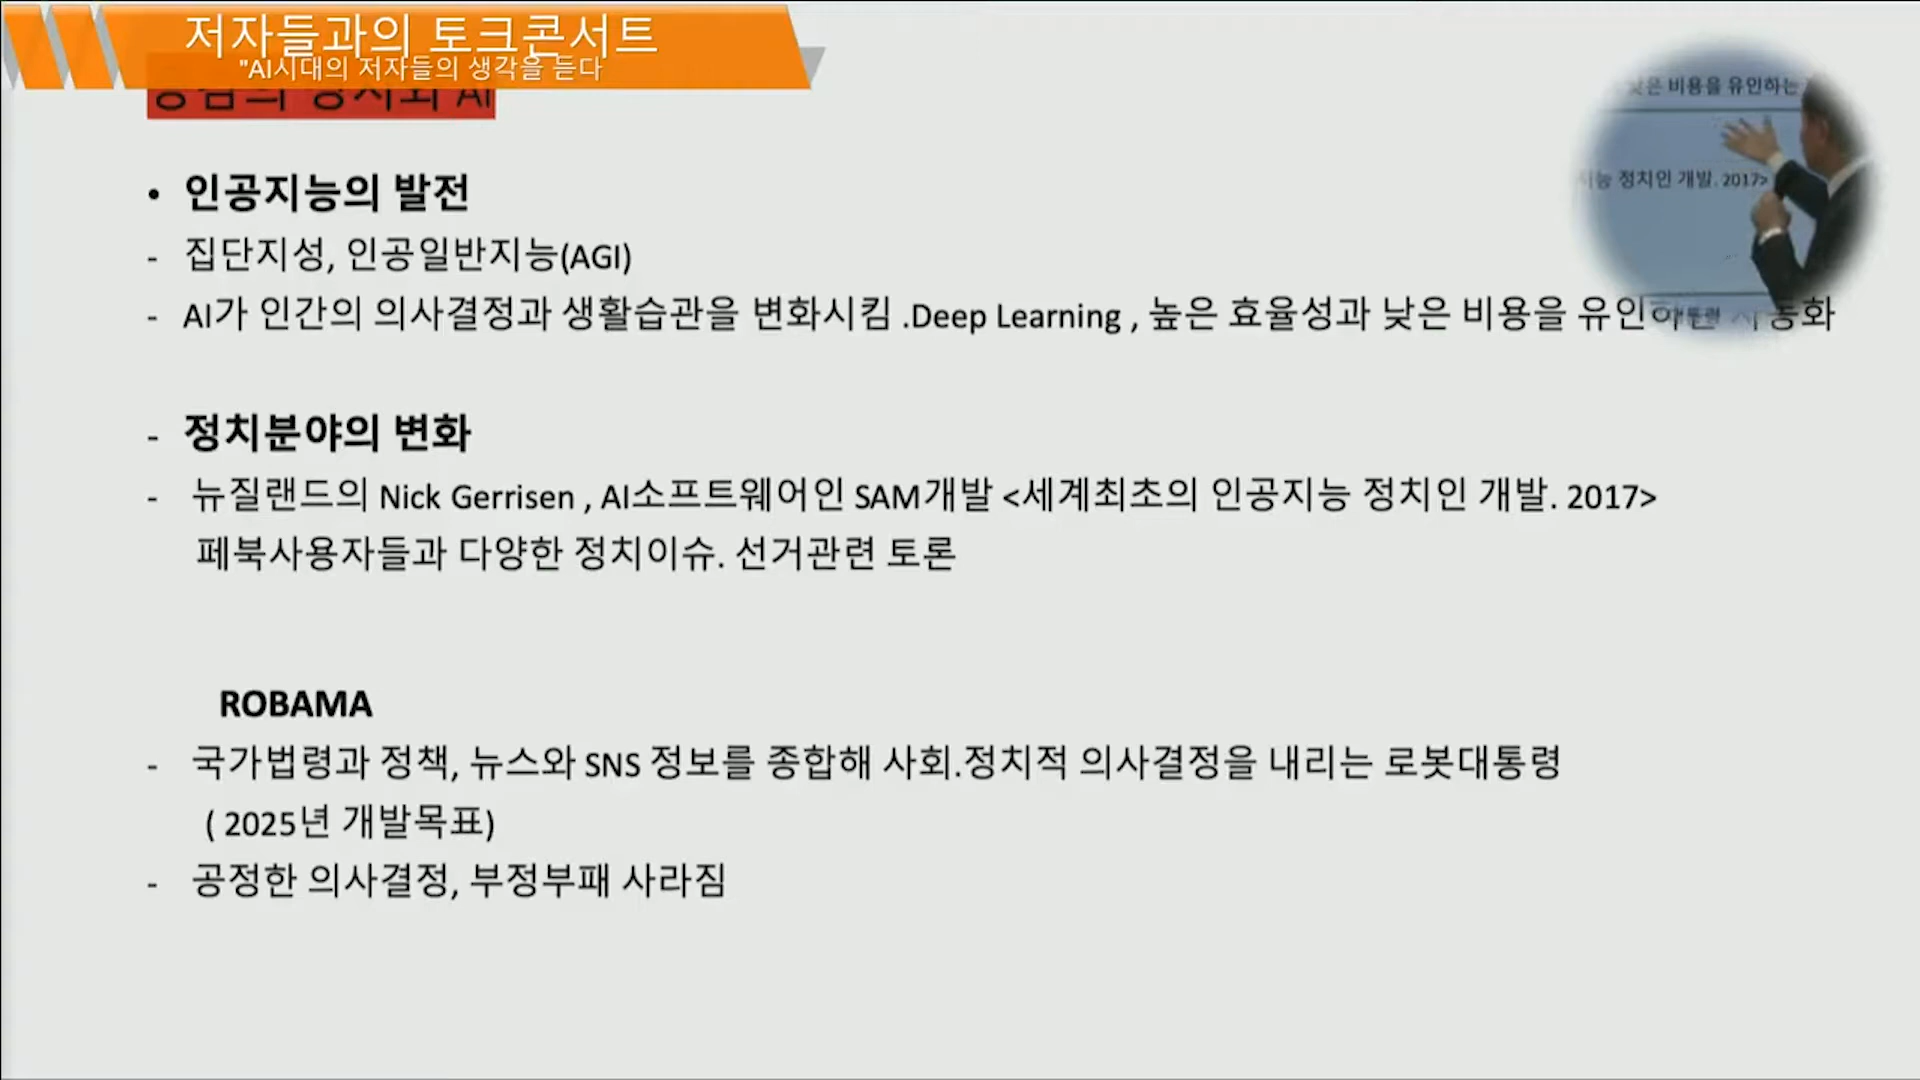 저자들과의 토크콘서트
"AI시대의 저자들의 생각을 듣다
AI
• 인공지능의 발전
- 집단지성, 인공일반지능(AGI)
- AI가 인간의 의사결정과 생활습관을 변화시킴 .Deep Learning , 높은 효율성과 낮은 비용을 유인하는 자동화
- 정치분야의 변화
- 뉴질랜드의 Nick Gerrisen , AI소프트웨어인 SAM개발 <세계최초의 인공지능 정치인 개발. 2017>
페북사용자들과 다양한 정치이슈. 선거관련 토론
ROBAMA
- 국가법령과 정책, 뉴스와 SNS 정보를 종합해 사회.정치적 의사결정을 내리는 로봇대통령
( 2025년 개발목표)
- 공정한 의사결정, 부정부패 사라짐
낮은 비용을 유인하는
정치인 개발. 2017>